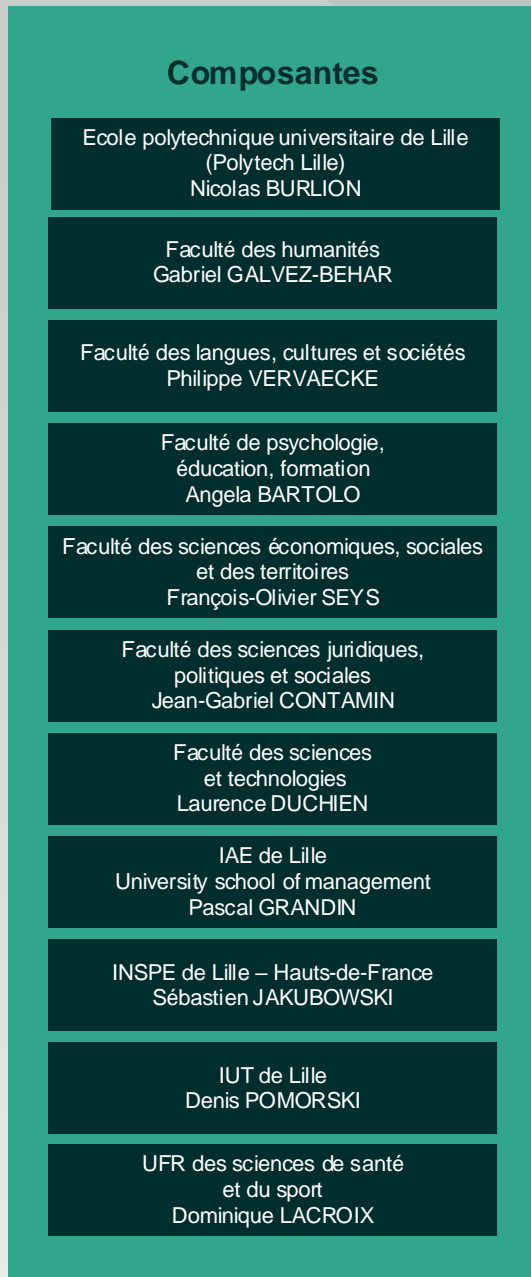 Composantes
Ecole polytechnique universitaire de Lille
(Polytech Lille)
Nicolas BURLION
Faculté des humanités
Gabriel GALVEZ-BEHAR
Faculté des langues, cultures et sociétés
Philippe VERVAECKE
Faculté de psychologie,
éducation, formation
Angela BARTOLO
Faculté des sciences économiques, sociales
et des territoires
François-Olivier SEYS
Faculté des sciences juridiques,
politiques et sociales
Jean-Gabriel CONTAMIN
Faculté des sciences
et technologies
Laurence DUCHIEN
IAE de Lille
University school of management
Pascal GRANDIN
INSPE de Lille – Hauts-de-France
Sébastien JAKUBOWSKI
IUT de Lille
Denis POMORSKI
UFR des sciences de santé
et du sport
Dominique LACROIX